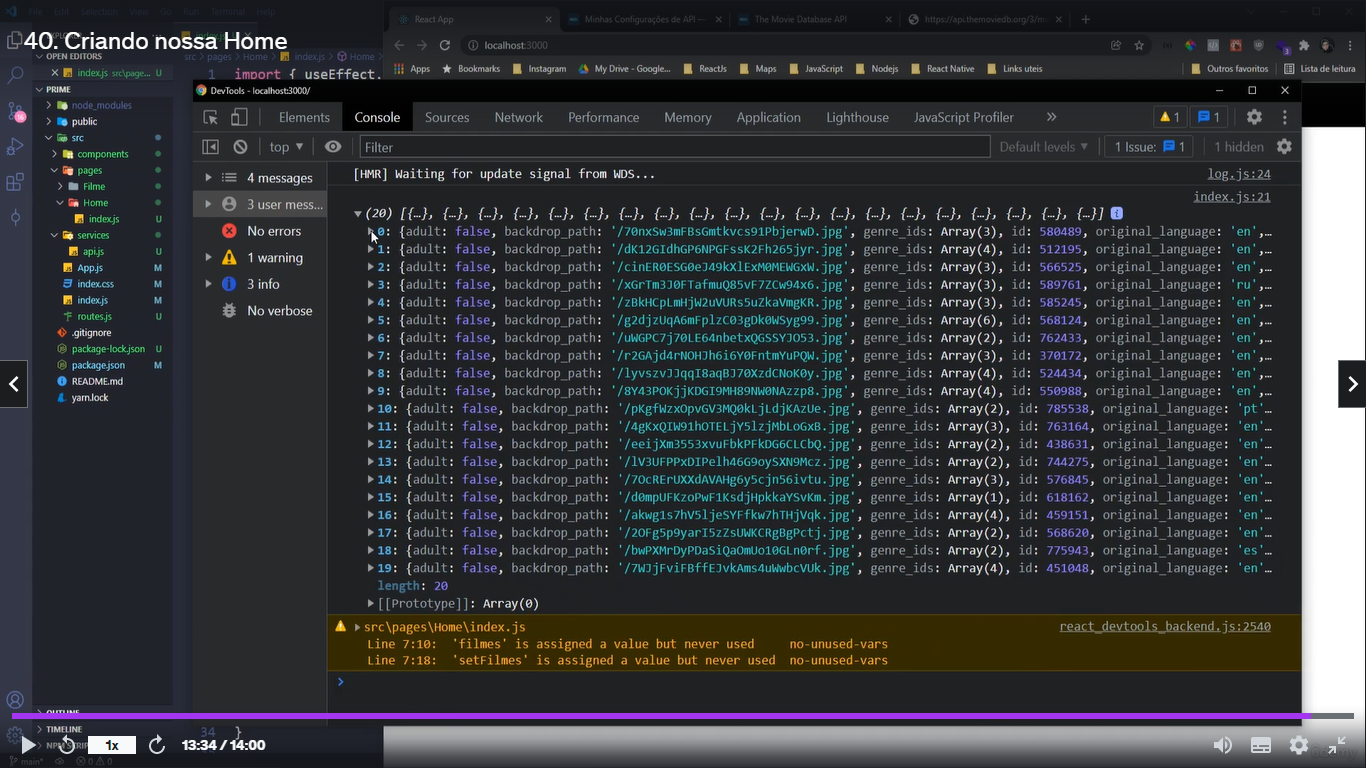 File Edit Selection View Go Run Terminal Help
40. Criando nossa Home
React App
Minhas Configurações de API —
The Movie Database API
https://api.themoviedb.org/3/m
localhost:3000
Apps
Bookmarks
Instagram
My Drive - Google...
ReactJs
Maps
JavaScript
Nodejs
React Native
Links uteis
Outros favoritos
Lista de leitura
OPEN EDITORS
index.js src\page... U
PRIME
node_modules
public
src
components
pages
Filme
Home
index.js U
services
api.js U
App.js M
index.css M
index.js M
routes.js U
.gitignore
package-lock.json U
package.json M
README.md
yarn.lock
OUTLINE
TIMELINE
src > pages > Home > index.js > Home
1 import { useEffect.
34 }
DevTools - localhost:3000/
Elements Console Sources Network Performance Memory Application Lighthouse JavaScript Profiler » 1 1
top ▼ Filter Default levels ▼ 1 Issue: 1 1 hidden
4 messages
3 user mess...
No errors
1 warning
3 info
No verbose
[HMR] Waiting for update signal from WDS... log.js:24
index.js:21
(20) [{…}, {…}, {…}, {…}, {…}, {…}, {…}, {…}, {…}, {…}, {…}, {…}, {…}, {…}, {…}, {…}, {…}, {…}, {…}, {…}] i
0: {adult: false, backdrop_path: '/70nxSw3mFBsGmtkvcs91PbjerwD.jpg', genre_ids: Array(3), id: 580489, original_language: 'en',…
1: {adult: false, backdrop_path: '/dK12GIdhGP6NPGFssK2Fh265jyr.jpg', genre_ids: Array(4), id: 512195, original_language: 'en',…
2: {adult: false, backdrop_path: '/cinER0ESG0eJ49kXlExM0MEWGxW.jpg', genre_ids: Array(3), id: 566525, original_language: 'en',…
3: {adult: false, backdrop_path: '/xGrTm3J0FTafmuQ85vF7ZCw94x6.jpg', genre_ids: Array(3), id: 589761, original_language: 'ru',…
4: {adult: false, backdrop_path: '/zBkHCpLmHjW2uVURs5uZkaVmgKR.jpg', genre_ids: Array(3), id: 585245, original_language: 'en',…
5: {adult: false, backdrop_path: '/g2djzUqA6mFplzC03gDk0WSyg99.jpg', genre_ids: Array(6), id: 568124, original_language: 'en',…
6: {adult: false, backdrop_path: '/uWGPC7j70LE64nbetxQGSSYJO53.jpg', genre_ids: Array(2), id: 762433, original_language: 'en',…
7: {adult: false, backdrop_path: '/r2GAjd4rNOHJh6i6Y0FntmYuPQW.jpg', genre_ids: Array(3), id: 370172, original_language: 'en',…
8: {adult: false, backdrop_path: '/lyvszvJJqqI8aqBJ70XzdCNoK0y.jpg', genre_ids: Array(4), id: 524434, original_language: 'en',…
9: {adult: false, backdrop_path: '/8Y43POKjjKDGI9MH89NW0NAzzp8.jpg', genre_ids: Array(4), id: 550988, original_language: 'en',…
10: {adult: false, backdrop_path: '/pKgfWzxOpvGV3MQ0kLjLdjKAzUe.jpg', genre_ids: Array(2), id: 785538, original_language: 'pt'…
11: {adult: false, backdrop_path: '/4gKxQIW91hOTELjY5lzjMbLoGxB.jpg', genre_ids: Array(3), id: 763164, original_language: 'en'…
12: {adult: false, backdrop_path: '/eeijXm3553xvuFbkPFkDG6CLCbQ.jpg', genre_ids: Array(2), id: 438631, original_language: 'en'…
13: {adult: false, backdrop_path: '/lV3UFPPxDIPelh46G9oySXN9Mcz.jpg', genre_ids: Array(2), id: 744275, original_language: 'en'…
14: {adult: false, backdrop_path: '/7OcRErUXXdAVAHg6y5cjn56ivtu.jpg', genre_ids: Array(3), id: 576845, original_language: 'en'…
15: {adult: false, backdrop_path: '/d0mpUFKzoPwF1KsdjHpkkaYSvKm.jpg', genre_ids: Array(1), id: 618162, original_language: 'en'…
16: {adult: false, backdrop_path: '/akwg1s7hV5ljeSYFfkw7hTHjVqk.jpg', genre_ids: Array(4), id: 459151, original_language: 'en'…
17: {adult: false, backdrop_path: '/2OFg5p9yarI5zZsUWKCRgBgPctj.jpg', genre_ids: Array(2), id: 568620, original_language: 'en'…
18: {adult: false, backdrop_path: '/bwPXMrDyPDaSiQaOmUo10GLn0rf.jpg', genre_ids: Array(2), id: 775943, original_language: 'es'…
19: {adult: false, backdrop_path: '/7WJjFviFBffEJvkAms4uWwbcVUk.jpg', genre_ids: Array(4), id: 451048, original_language: 'en'…
length: 20
[[Prototype]]: Array(0)
src\pages\Home\index.js react_devtools_backend.js:2540
Line 7:10: 'filmes' is assigned a value but never used no-unused-vars
Line 7:18: 'setFilmes' is assigned a value but never used no-unused-vars
1x 13:34 / 14:00
main*